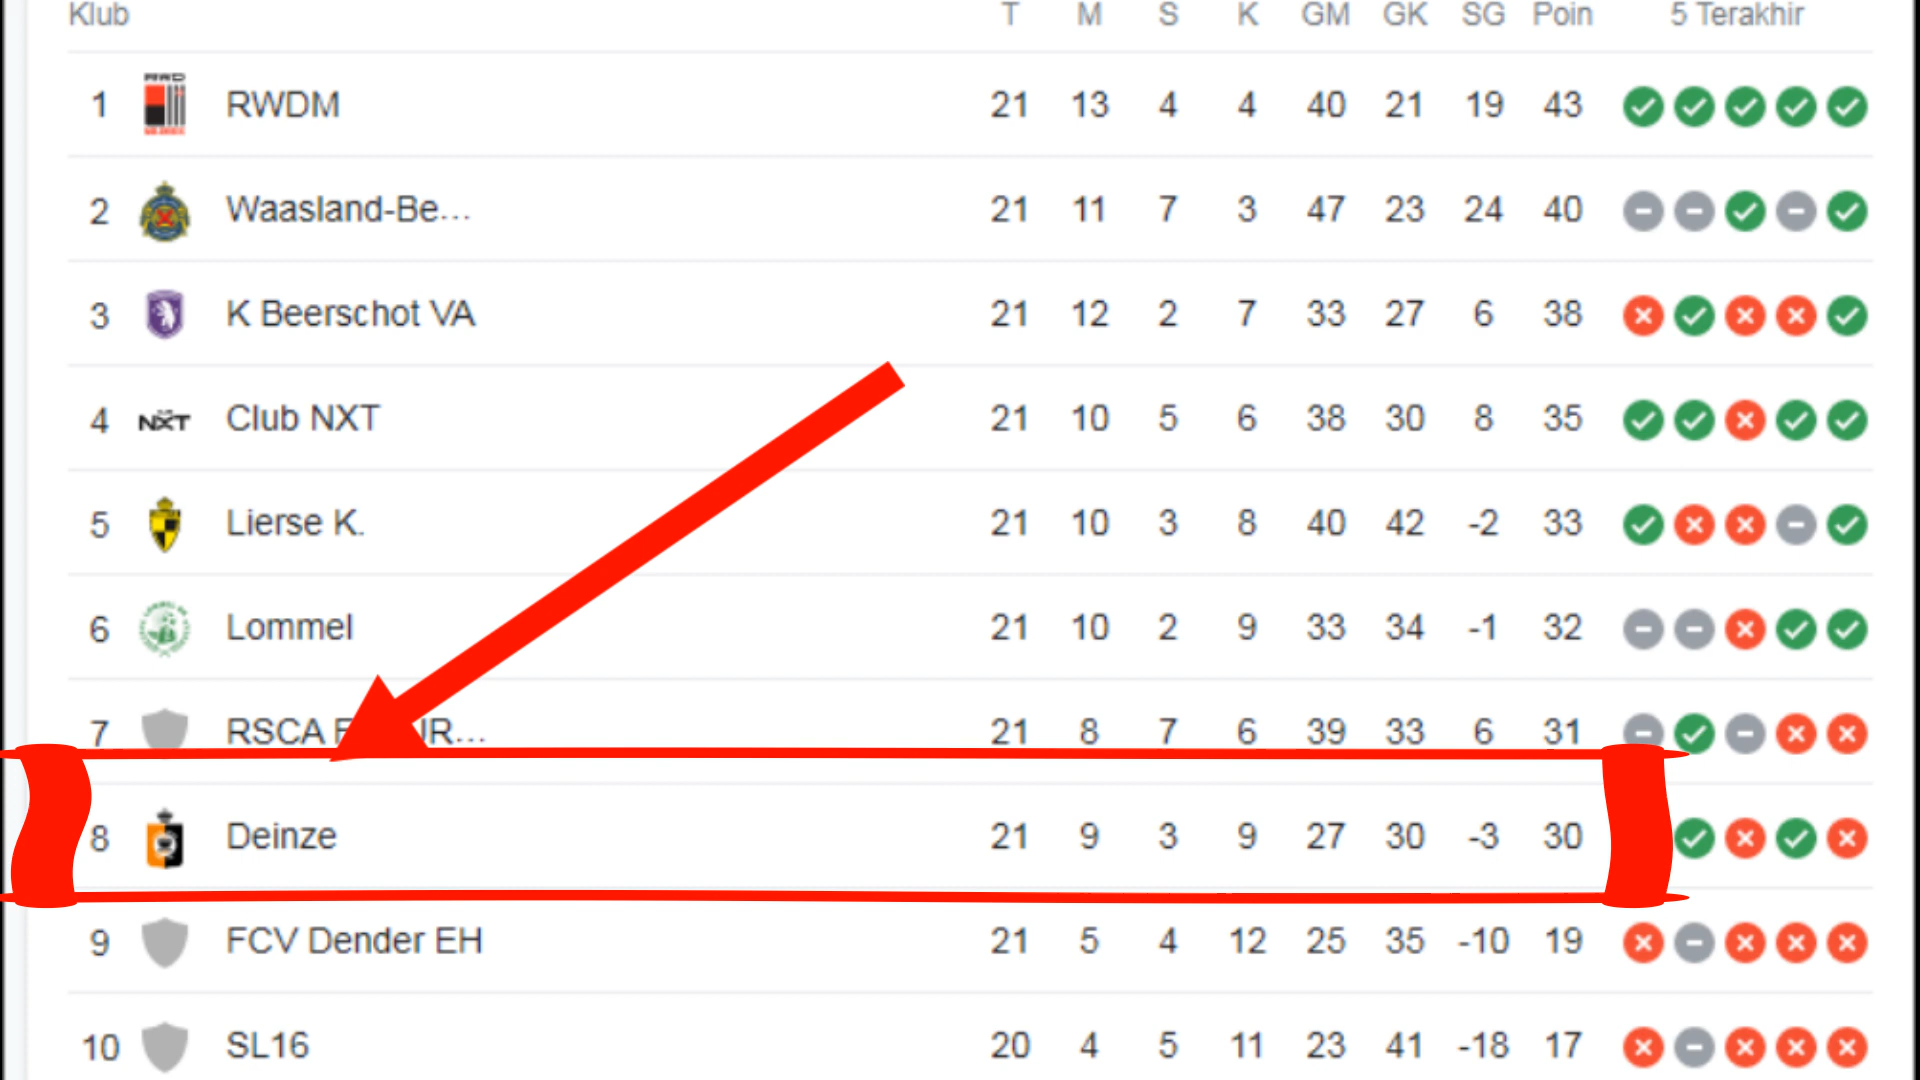 Klub T M S K GM GK SG Poin 5 Terakhir
1 RWDM 21 13 4 4 40 21 19 43
2 Waasland-Be... 21 11 7 3 47 23 24 40
3 K Beerschot VA 21 12 2 7 33 27 6 38
4 NXT Club NXT 21 10 5 6 38 30 8 35
5 Lierse K. 21 10 3 8 40 42 -2 33
6 Lommel 21 10 2 9 33 34 -1 32
7 RSCA 21 8 7 6 39 33 6 31
8 Deinze 21 9 3 9 27 30 -3 30
9 FCV Dender EH 21 5 4 12 25 35 -10 19
10 SL16 20 4 5 11 23 41 -18 17